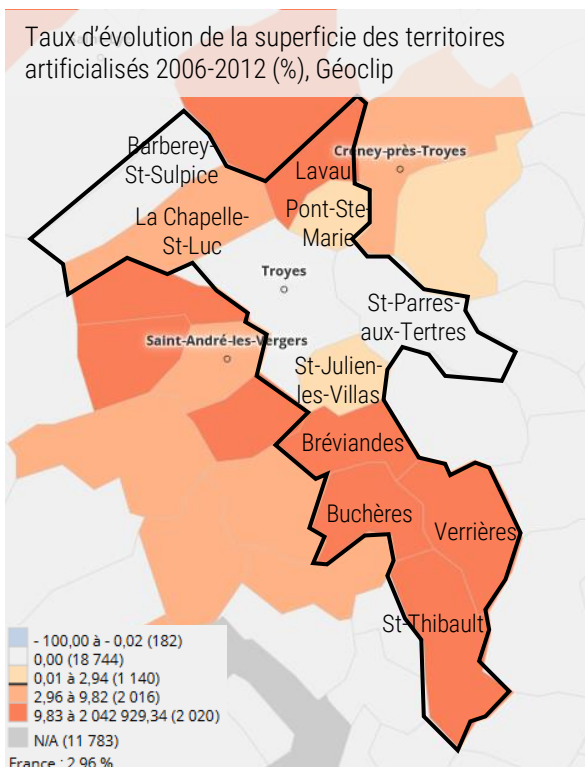 Taux d'évolution de la superficie des territoires
artificialisés 2006-2012 (%), Géoclip
Barberey-
St-Sulpice
Creney-près-Troyes
Lavau
La Chapelle-
St-Luc
Pont-Ste-
Marie
Troyes
St-Parres-
aux-Tertres
Saint-André-les-Vergers
St-Julien-
les-Villas
Bréviandes
Buchères
Verrières
St-Thibault
- 100,00 à - 0,02 (182)
0,00 (18 744)
0,01 à 2,94 (1 140)
2,96 à 9,82 (2 016)
9,83 à 2 042 929,34 (2 020)
N/A (11 783)
France : 2,96 %